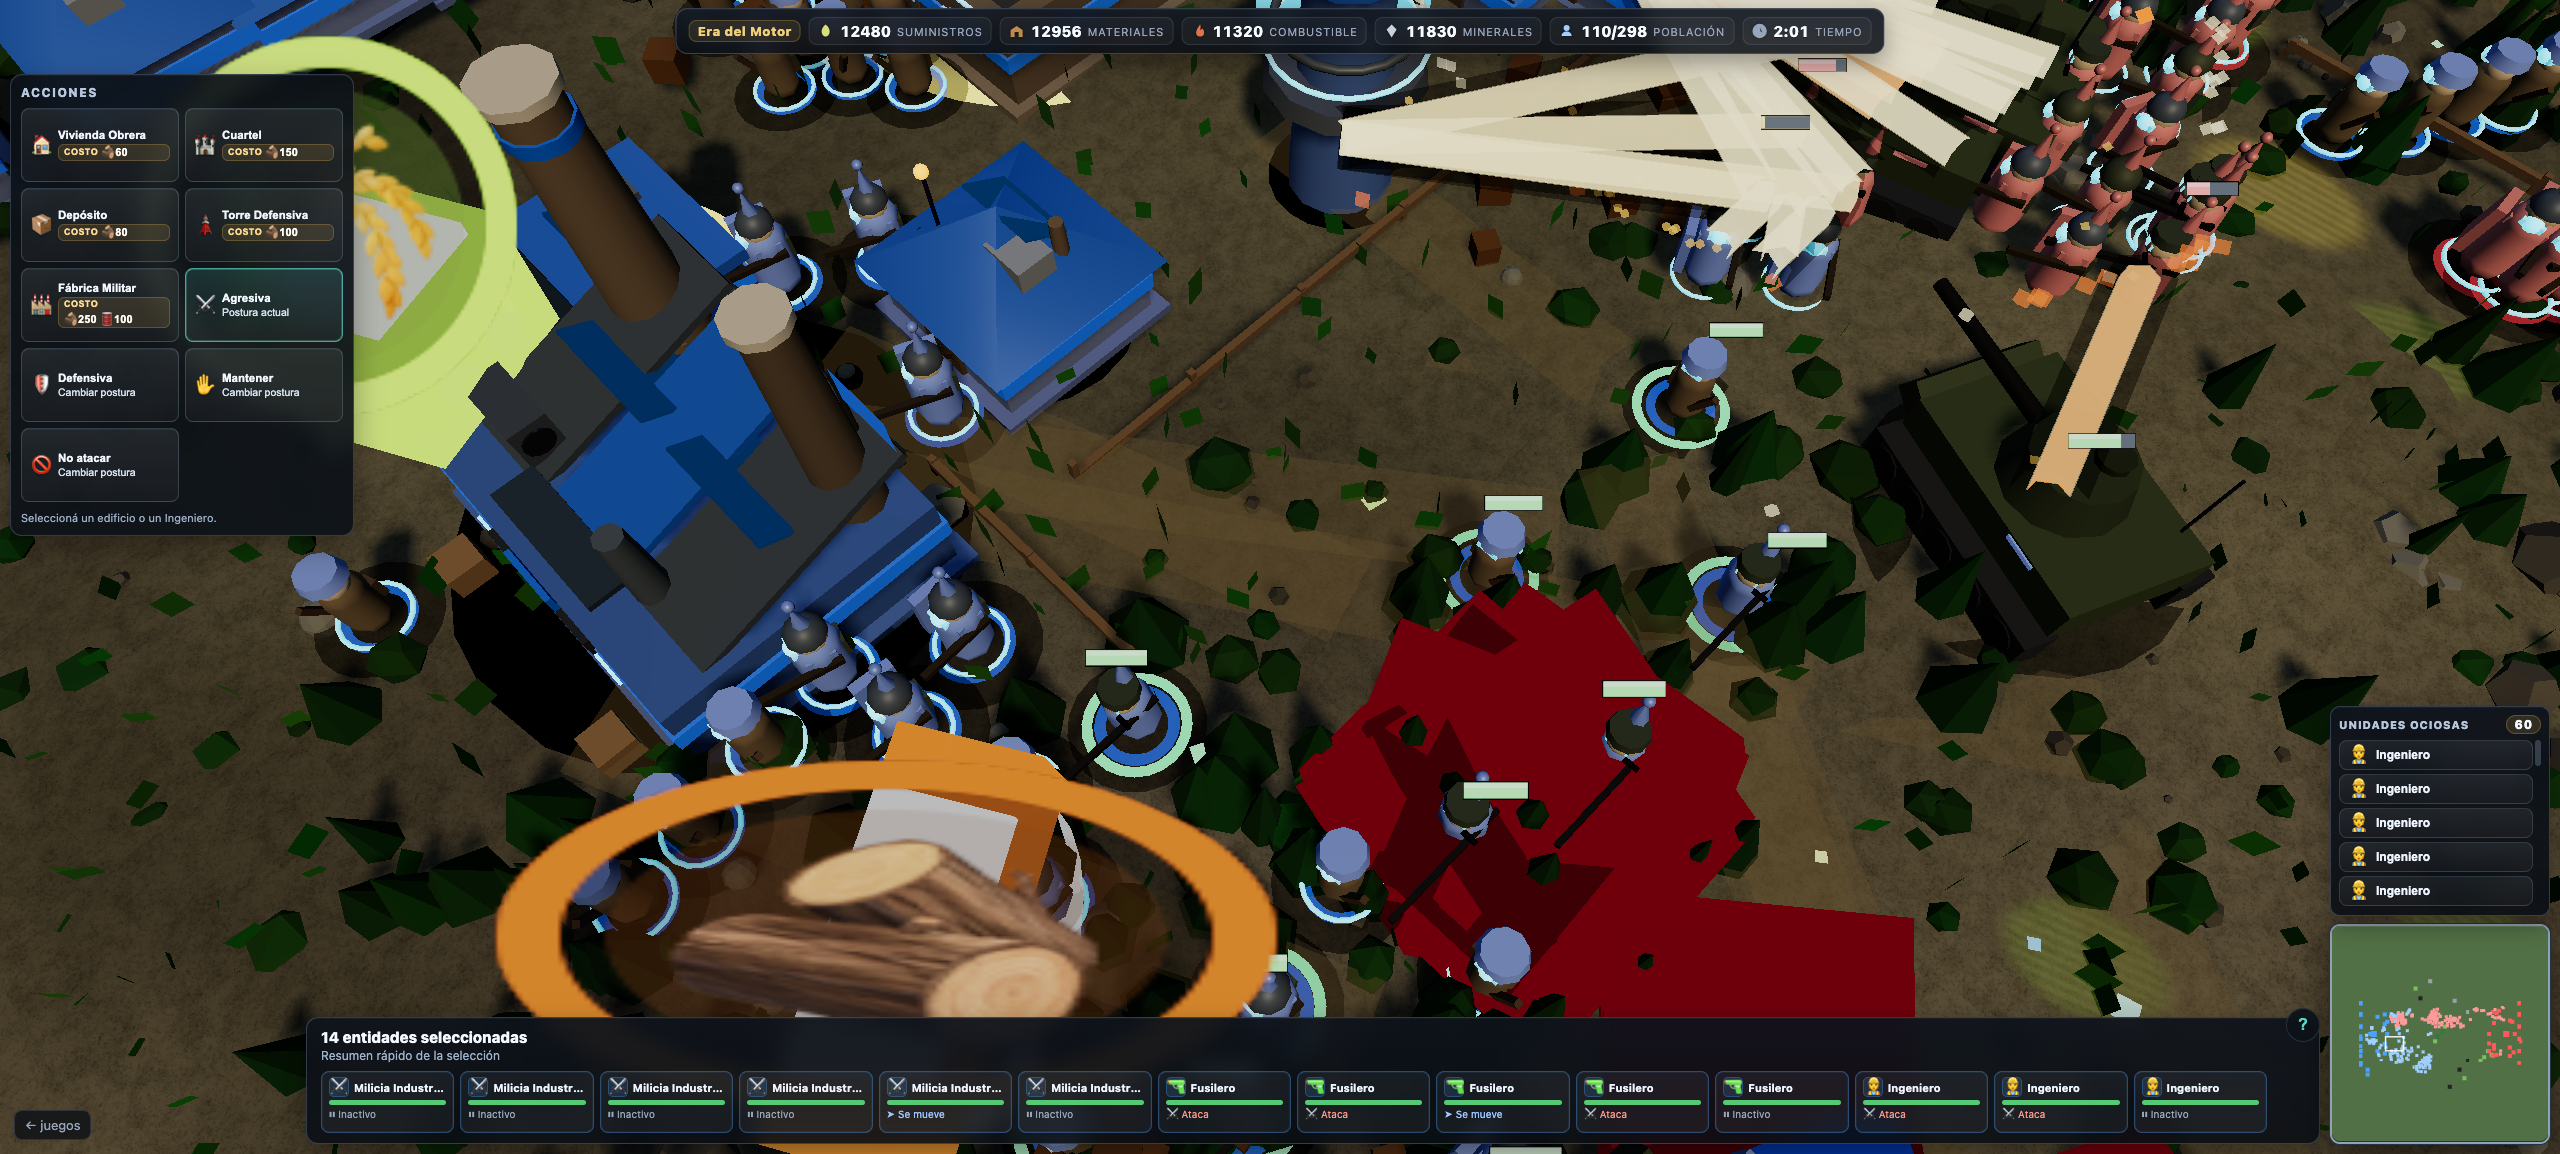 Era del Motor
12480 SUMINISTROS
12956 MATERIALES
11320 COMBUSTIBLE
11830 MINERALES
110/298 POBLACIÓN
2:01 TIEMPO
ACCIONES
Vivienda Obrera
COSTO 60
Cuartel
COSTO 150
Depósito
COSTO 80
Torre Defensiva
COSTO 100
Fábrica Militar
COSTO
250 100
Agresiva
Postura actual
Defensiva
Cambiar postura
Mantener
Cambiar postura
No atacar
Cambiar postura
Seleccioná un edificio o un Ingeniero.
UNIDADES OCIOSAS 60
Ingeniero
Ingeniero
Ingeniero
Ingeniero
Ingeniero
14 entidades seleccionadas
Resumen rápido de la selección
?
Milicia Industr...
Inactivo
Milicia Industr...
Inactivo
Milicia Industr...
Inactivo
Milicia Industr...
Inactivo
Milicia Industr...
Se mueve
Milicia Industr...
Inactivo
Fusilero
Ataca
Fusilero
Ataca
Fusilero
Se mueve
Fusilero
Ataca
Fusilero
Inactivo
Ingeniero
Ataca
Ingeniero
Ataca
Ingeniero
Inactivo
← juegos